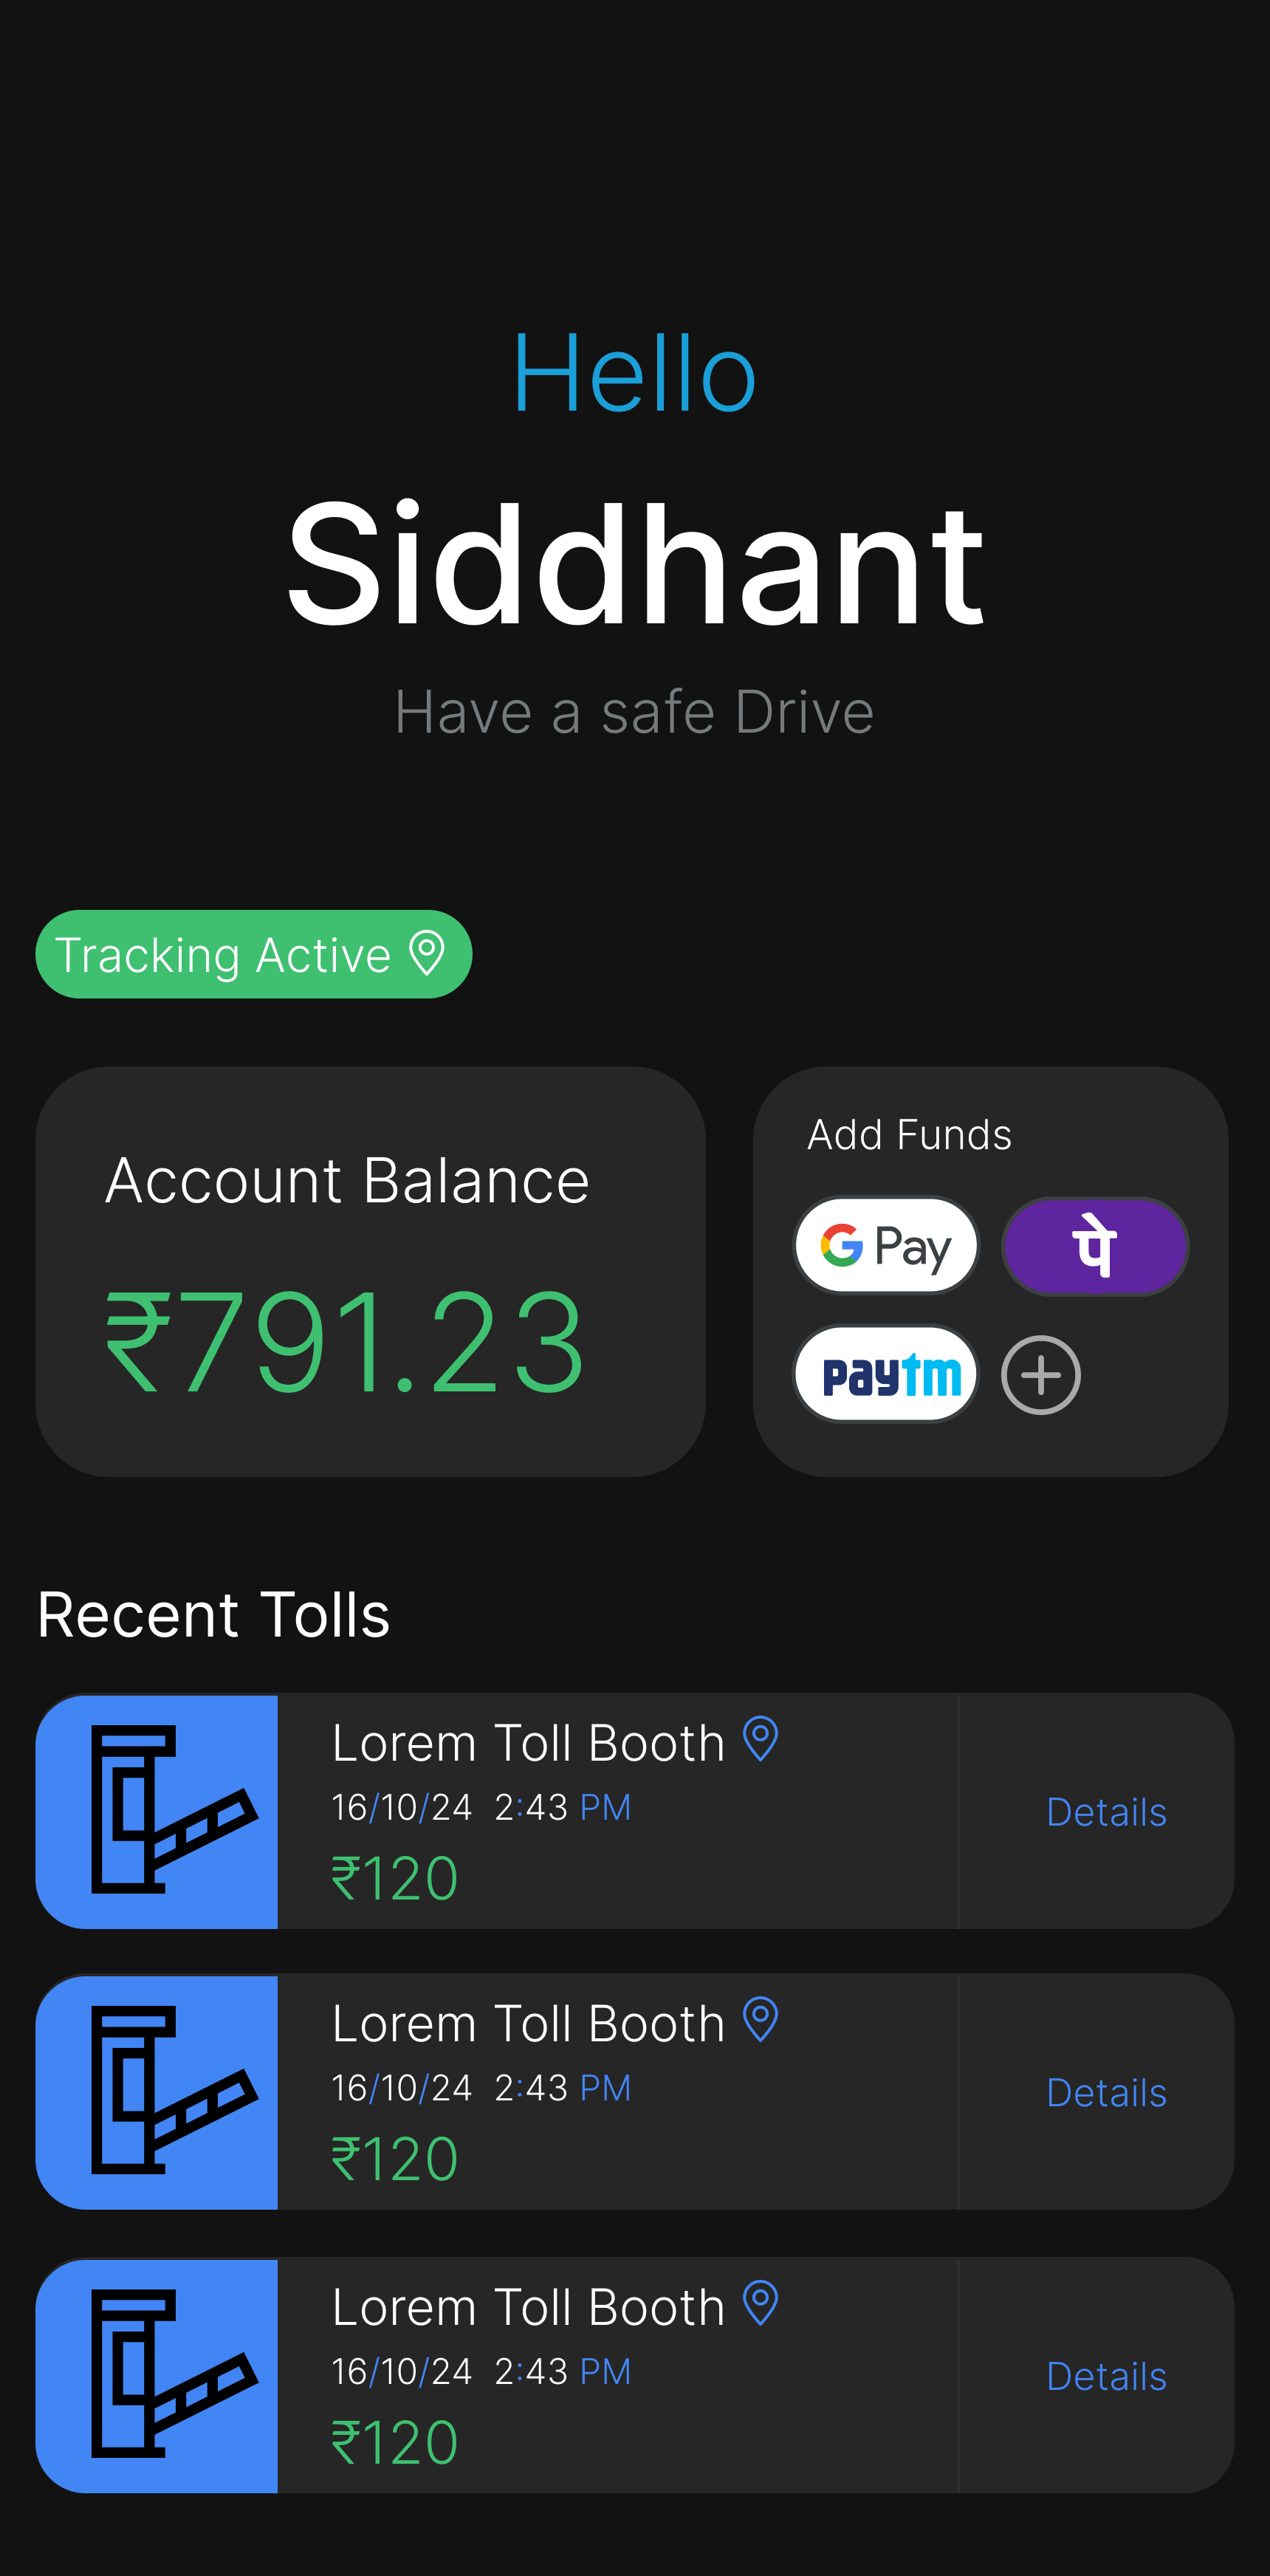 Hello
Siddhant
Have a safe Drive
Tracking Active
Account Balance
₹791.23
Add Funds
G Pay
पे
paytm
Recent Tolls
Lorem Toll Booth
16/10/24 2:43 PM
₹120
Details
Lorem Toll Booth
16/10/24 2:43 PM
₹120
Details
Lorem Toll Booth
16/10/24 2:43 PM
₹120
Details